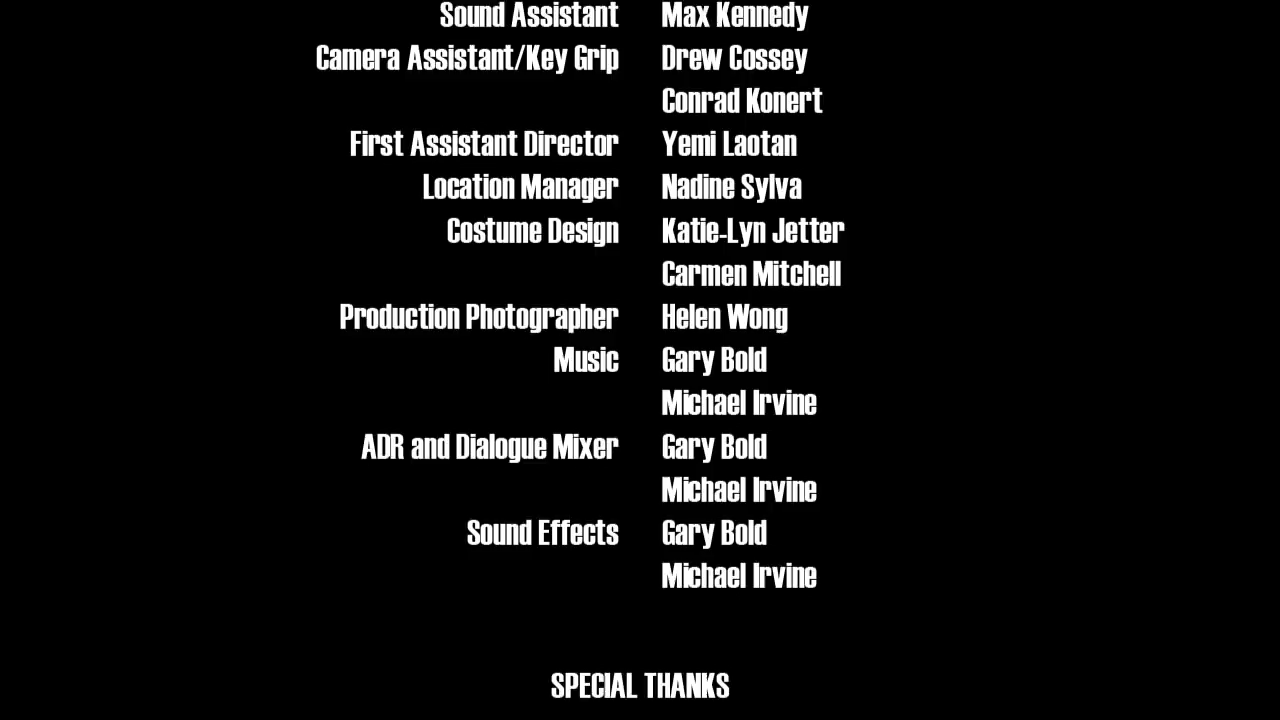 Sound Assistant Max Kennedy
Camera Assistant/Key Grip Drew Cossey
Conrad Konert
First Assistant Director Yemi Laotan
Location Manager Nadine Sylva
Costume Design Katie-Lyn Jetter
Carmen Mitchell
Production Photographer Helen Wong
Music Gary Bold
Michael Irvine
ADR and Dialogue Mixer Gary Bold
Michael Irvine
Sound Effects Gary Bold
Michael Irvine
SPECIAL THANKS